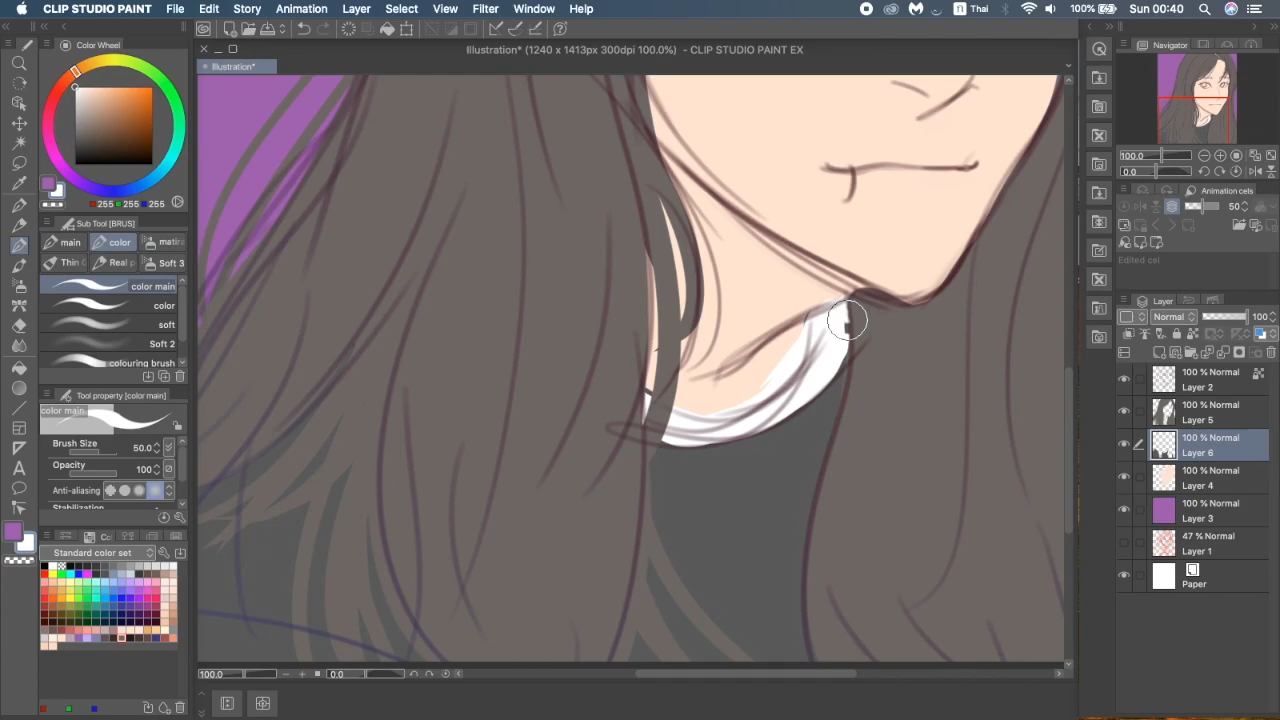 CLIP STUDIO PAINT File Edit Story Animation Layer Select View Filter Window Help Thai 100% Sun 00:40
Color Wheel
Illustration* (1240 x 1413px 300dpi 100.0%) - CLIP STUDIO PAINT EX
Navigator
Illustration*
100.0
0.0
Animation cels
50
255 255 255
Sub Tool [BRUS]
main color matira
Thin Real p Soft 3
color main
color
soft
Soft 2
colouring brush
Edited cel
Layer
Normal 100
100 % Normal
Layer 2
100 % Normal
Layer 5
100 % Normal
Layer 6
100 % Normal
Layer 4
100 % Normal
Layer 3
47 % Normal
Layer 1
Paper
Tool property [color main]
color main
Brush Size 50.0
Opacity 100
Anti-aliasing
Stabilization
Co
Standard color set
100.0 0.0